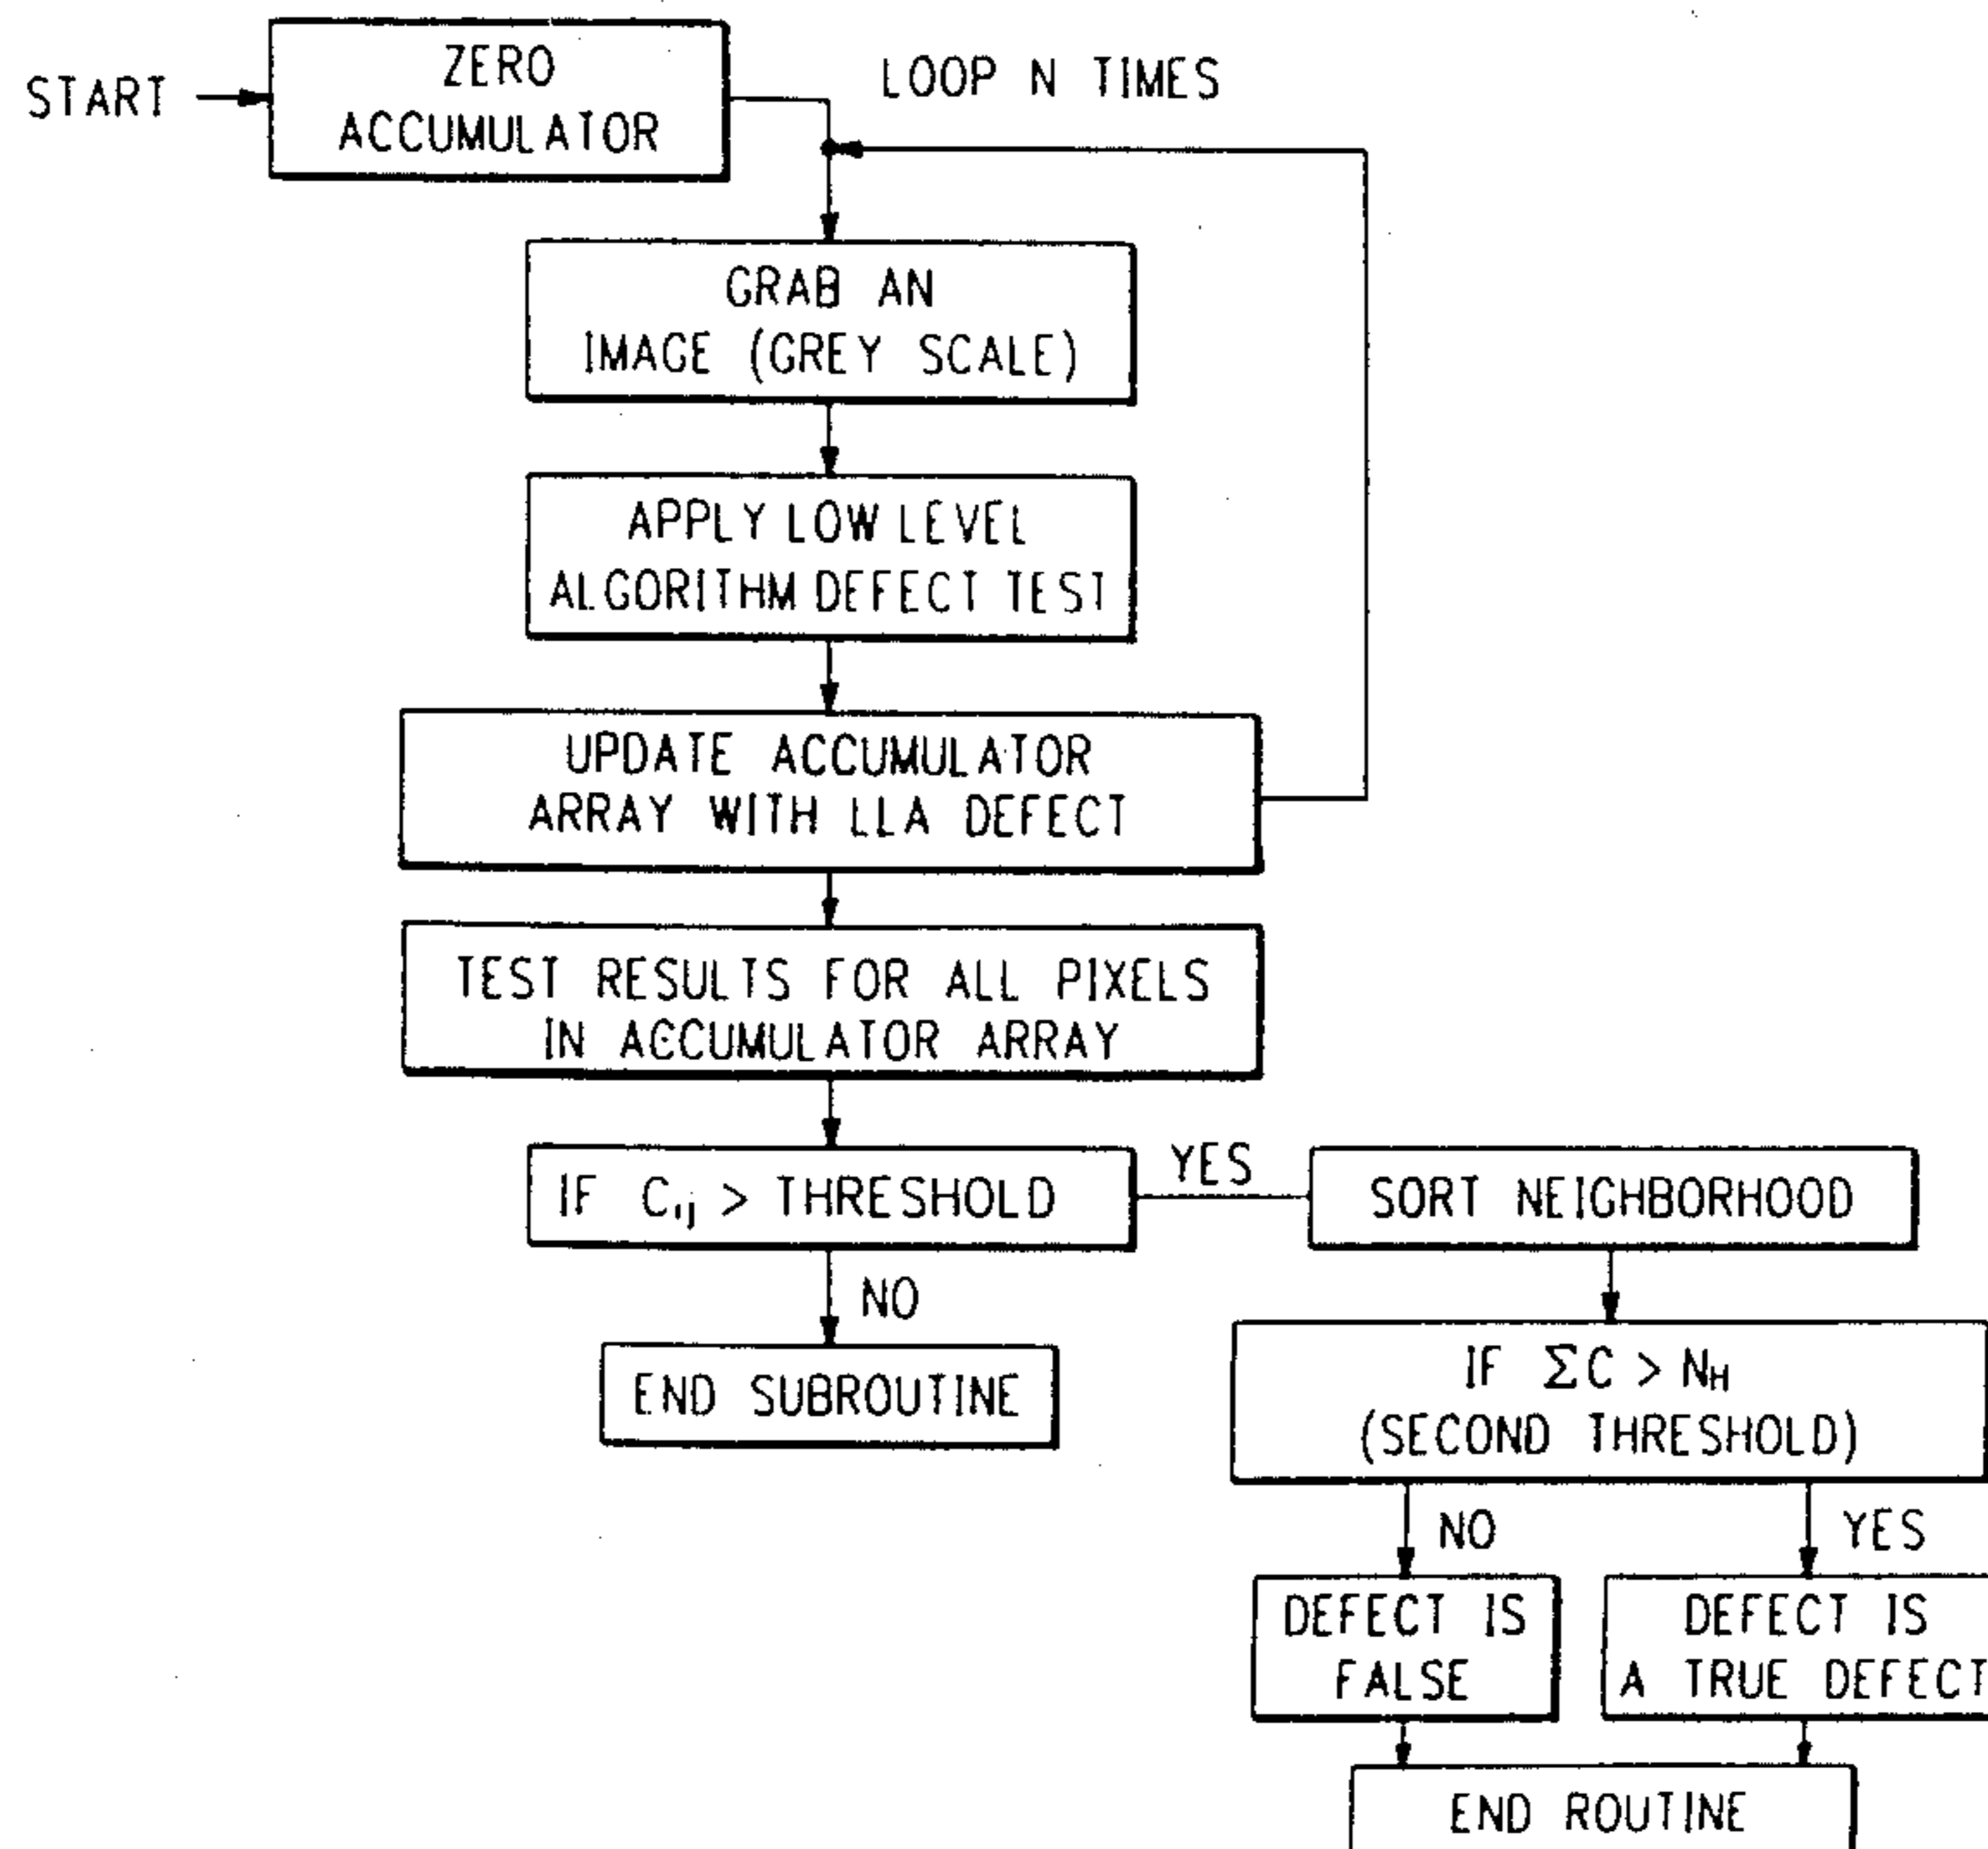 START
ZERO
ACCUMULATOR
LOOP N TIMES
GRAB AN
IMAGE (GREY SCALE)
APPLY LOW LEVEL
ALGORITHM DEFECT TEST
UPDATE ACCUMULATOR
ARRAY WITH LLA DEFECT
TEST RESULTS FOR ALL PIXELS
IN ACCUMULATOR ARRAY
IF Cij > THRESHOLD
YES
SORT NEIGHBORHOOD
NO
END SUBROUTINE
IF ΣC > NH
(SECOND THRESHOLD)
NO
YES
DEFECT IS
FALSE
DEFECT IS
A TRUE DEFECT
END ROUTINE